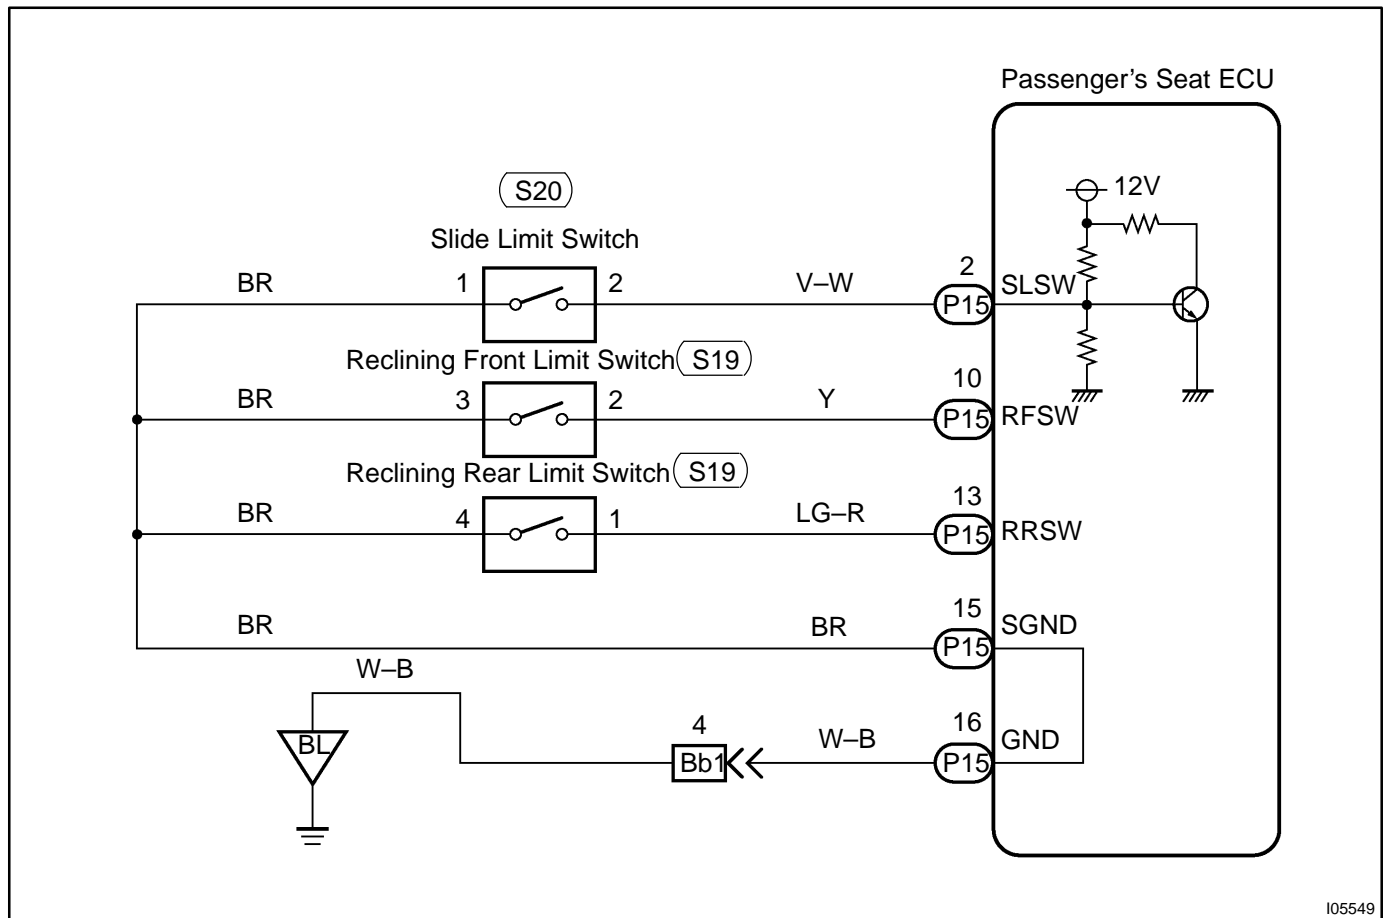 Passenger's Seat ECU
S20
12V
Slide Limit Switch
BR 1 2 V–W 2 P15 SLSW
Reclining Front Limit Switch S19
BR 3 2 Y 10 P15 RFSW
Reclining Rear Limit Switch S19
BR 4 1 LG–R 13 P15 RRSW
BR BR 15 P15 SGND
W–B
BL
4 Bb1 W–B 16 P15 GND
I05549